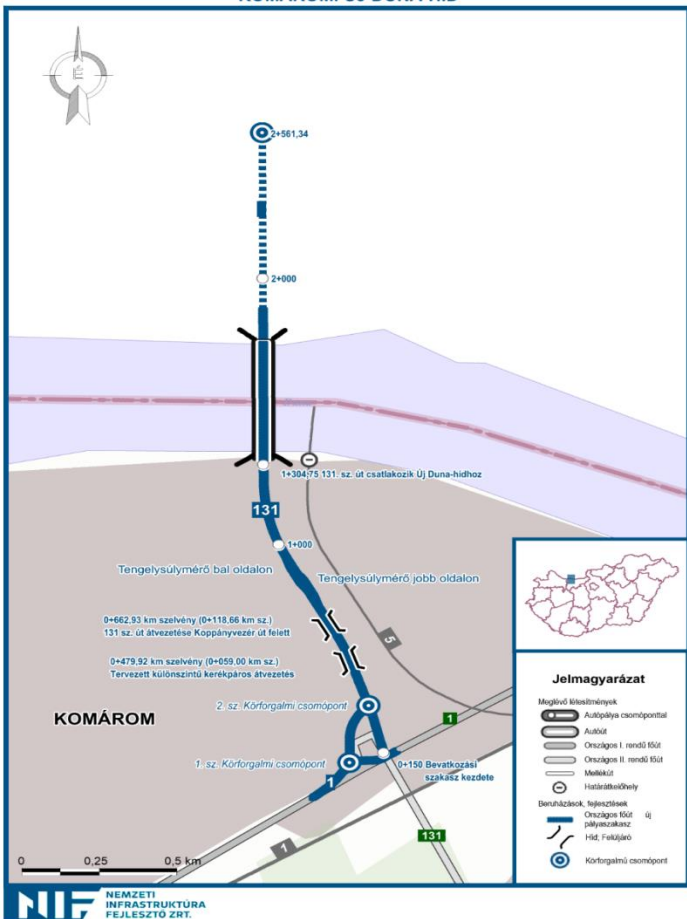 É
2+561,34
2+000
1+304,75 131. sz. út csatlakozik Új Duna-hídhoz
131
1+000
Tengelysúlymérő bal oldalon
Tengelysúlymérő jobb oldalon
0+662,93 km szelvény (0+118,66 km sz.)
131 sz. út átvezetése Koppányvezér út felett
5
0+479,92 km szelvény (0+059,00 km sz.)
Tervezett különszintű kerékpáros átvezetés
KOMÁROM
2. sz. Körforgalmi csomópont
1
1. sz. Körforgalmi csomópont
0+150 Bevatkozási
szakasz kezdete
1
1
131
0 0,25 0,5 km
Jelmagyarázat
Meglévő létesítmények
Autópálya csomóponttal
Autóút
Országos I. rendű főút
Országos II. rendű főút
Mellékút
Határátkelőhely
Beruházások, fejlesztések
Országos főút új
pályaszakasz
Híd; Felüljáró
Körforgalmú csomópont
NIF NEMZETI
INFRASTRUKTÚRA
FEJLESZTŐ ZRT.